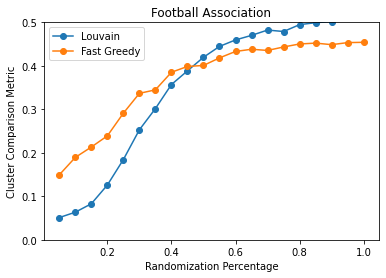 Football Association
Louvain
Fast Greedy
Cluster Comparison Metric
0.5
0.4
0.3
0.2
0.1
0.0
0.2
0.4
0.6
0.8
1.0
Randomization Percentage